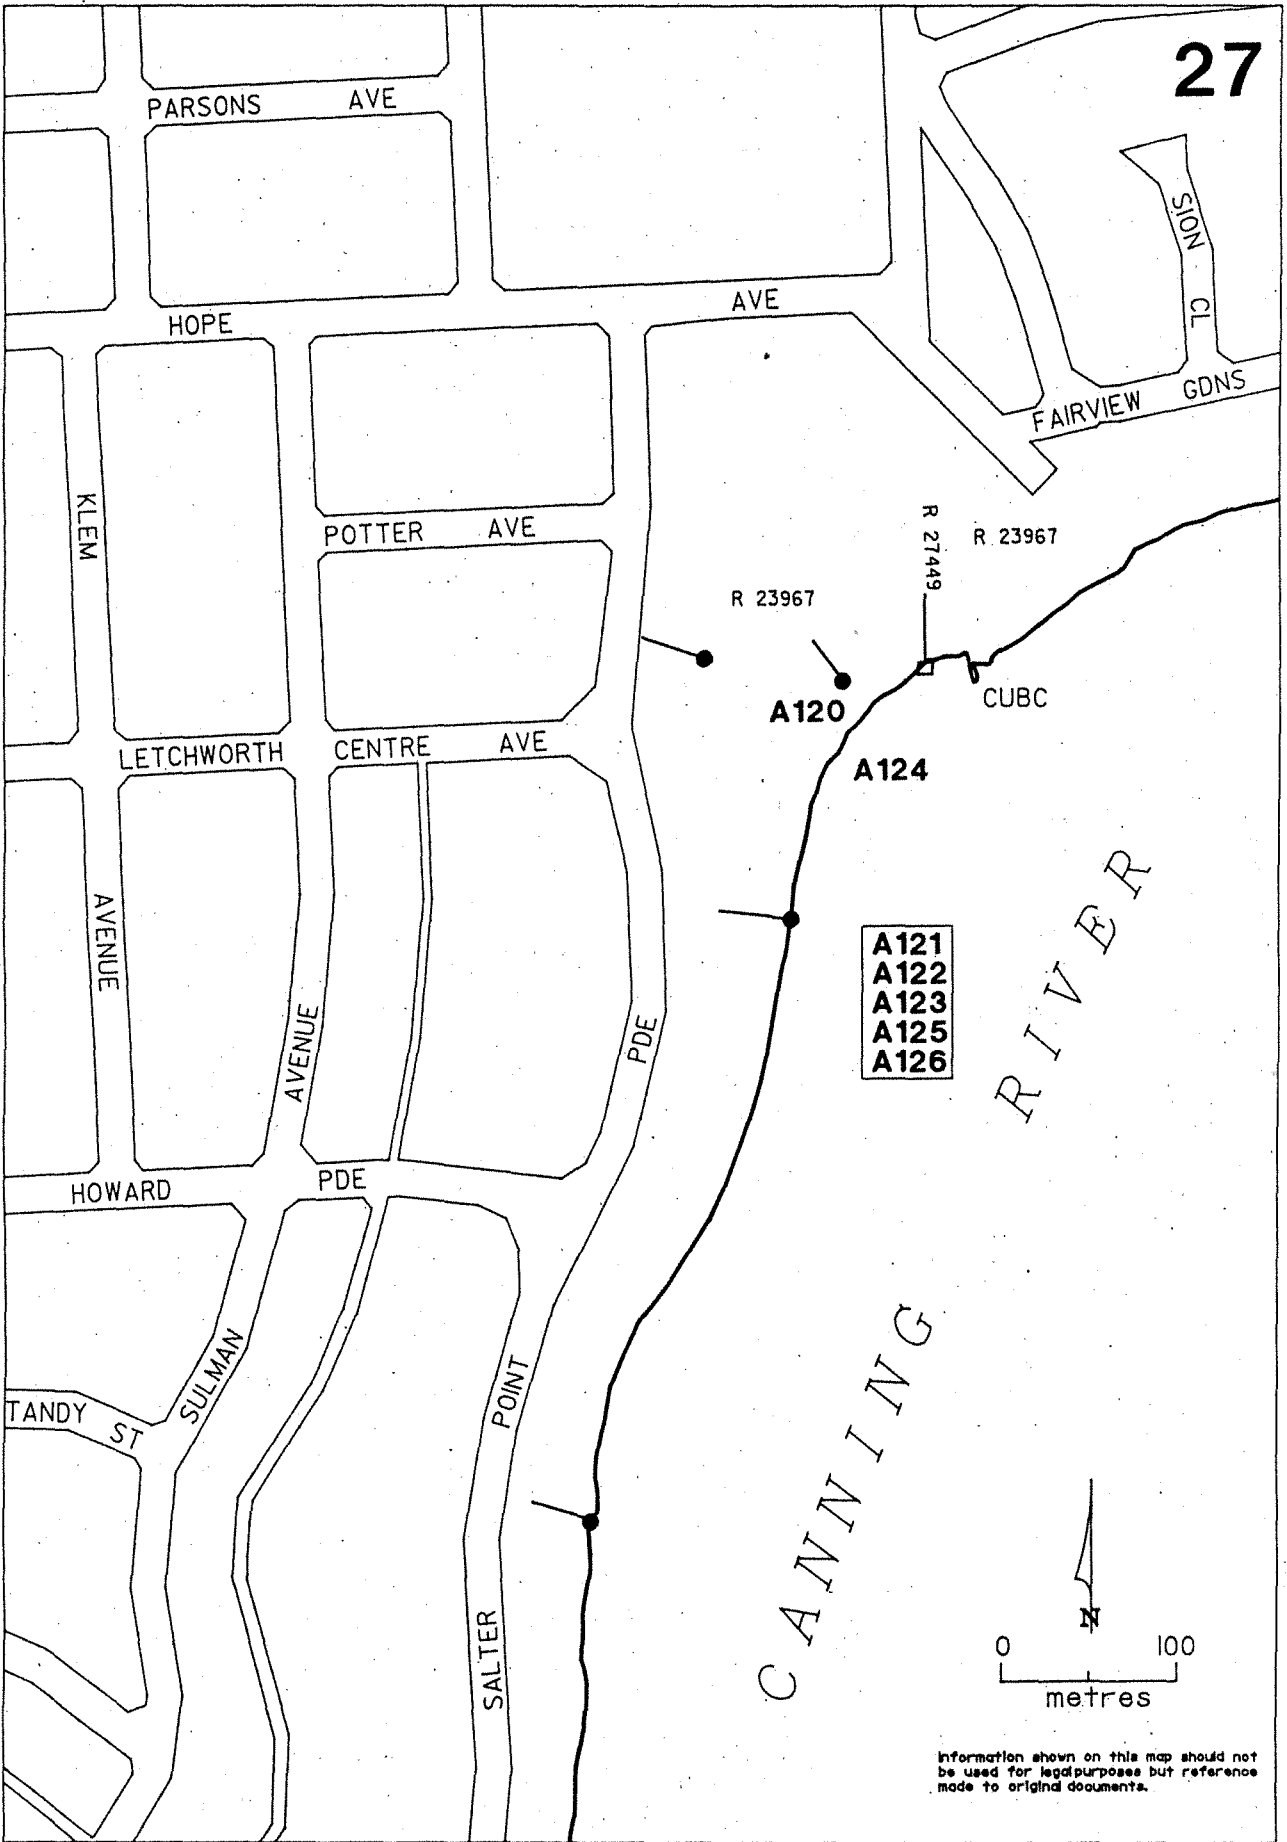 27
PARSONS AVE
SION CL
HOPE AVE
FAIRVIEW GDNS
KLEM AVENUE
POTTER AVE
R 27449
R 23967
R 23967
CUBC
A120
A124
LETCHWORTH CENTRE AVE
A121
A122
A123
A125
A126
CANNING RIVER
HOWARD PDE
SULMAN AVENUE
SALTER POINT PDE
TANDY ST
N
0 100
metres
Information shown on this map should not
be used for legal purposes but reference
made to original documents.